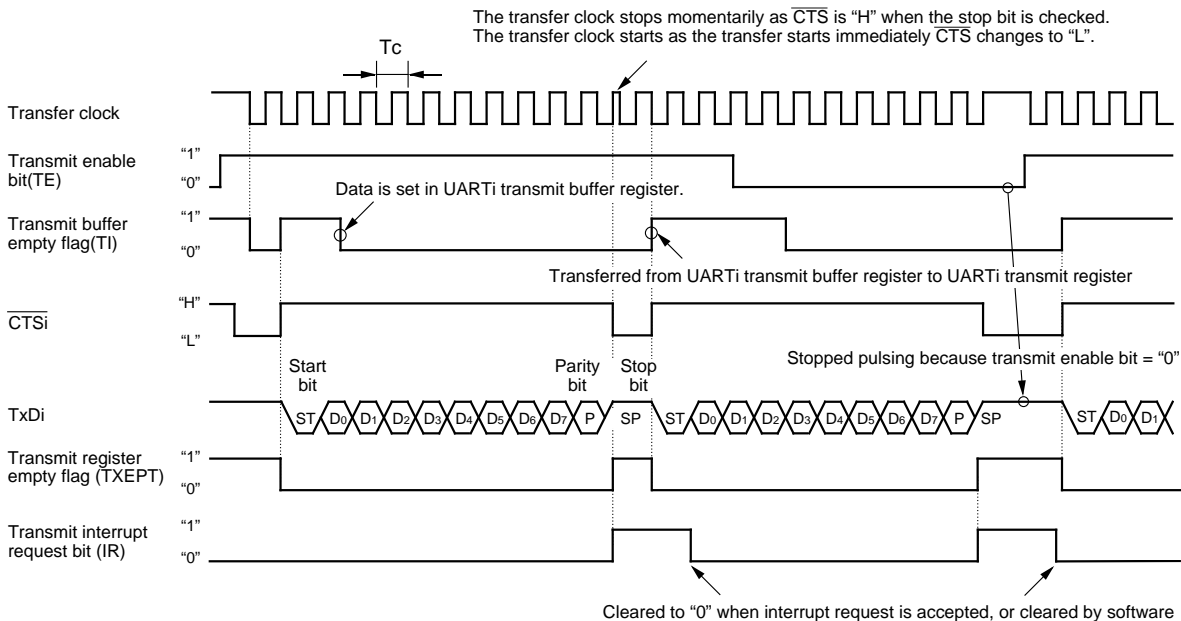 The transfer clock stops momentarily as CTS is “H” when the stop bit is checked.
The transfer clock starts as the transfer starts immediately CTS changes to “L”.
Tc
Transfer clock
Transmit enable
bit(TE)
“1”
“0”
Data is set in UARTi transmit buffer register.
Transmit buffer
empty flag(TI)
“1”
“0”
Transferred from UARTi transmit buffer register to UARTi transmit register
CTSi
“H”
“L”
Stopped pulsing because transmit enable bit = “0”
Start
bit
Parity
bit
Stop
bit
TxDi
ST D0 D1 D2 D3 D4 D5 D6 D7 P SP ST D0 D1 D2 D3 D4 D5 D6 D7 P SP ST D0 D1
Transmit register
empty flag (TXEPT)
“1”
“0”
Transmit interrupt
request bit (IR)
“1”
“0”
Cleared to “0” when interrupt request is accepted, or cleared by software